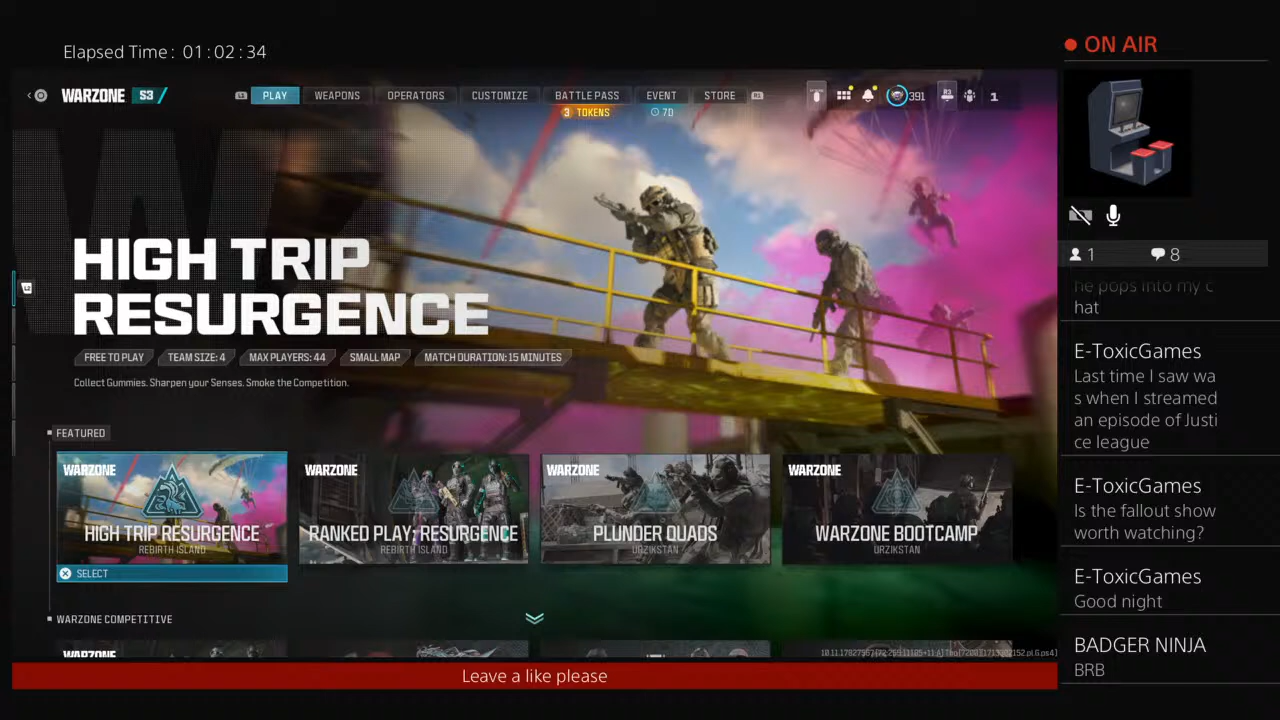 Elapsed Time: 01:02:34
ON AIR
WARZONE S3
L1 PLAY WEAPONS OPERATORS CUSTOMIZE BATTLE PASS EVENT STORE R1
391 R3 1
3 TOKENS 7D
HIGH TRIP
RESURGENCE
L2
FREE TO PLAY TEAM SIZE: 4 MAX PLAYERS: 44 SMALL MAP MATCH DURATION: 15 MINUTES
Collect Gummies. Sharpen your Senses. Smoke the Competition.
FEATURED
WARZONE
HIGH TRIP RESURGENCE
REBIRTH ISLAND
SELECT
WARZONE
RANKED PLAY: RESURGENCE
REBIRTH ISLAND
WARZONE
PLUNDER QUADS
URZIKSTAN
WARZONE
WARZONE BOOTCAMP
URZIKSTAN
WARZONE COMPETITIVE
WARZONE
Leave a like please
1 8
he pops into my c
hat
E-ToxicGames
Last time I saw wa
s when I streamed
an episode of Justi
ce league
E-ToxicGames
Is the fallout show
worth watching?
E-ToxicGames
Good night
BADGER NINJA
BRB